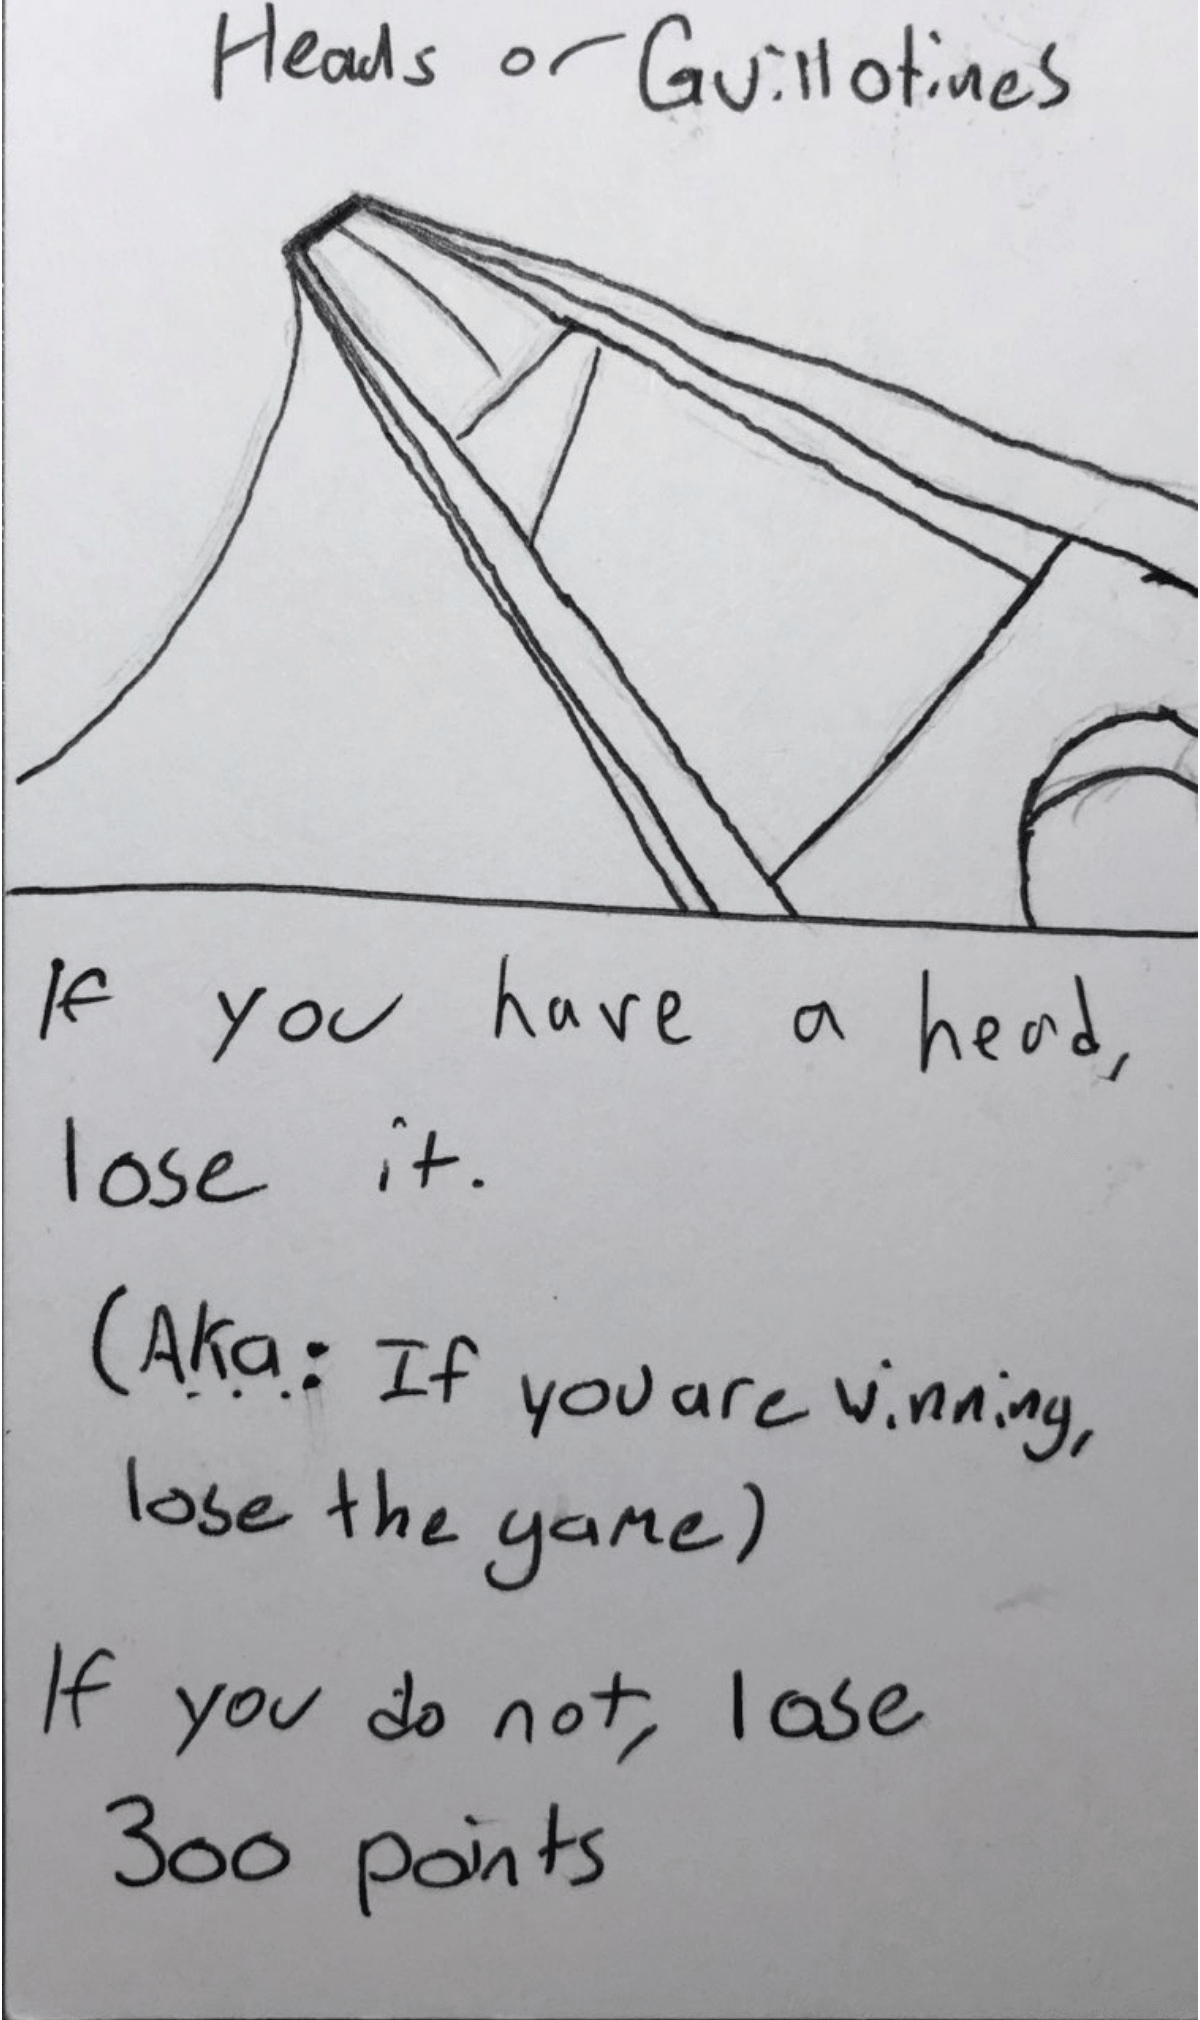 Heads or Guillotines
If you have a head,
lose it.
(Aka: If you are winning,
lose the game)
If you do not, lose
300 points